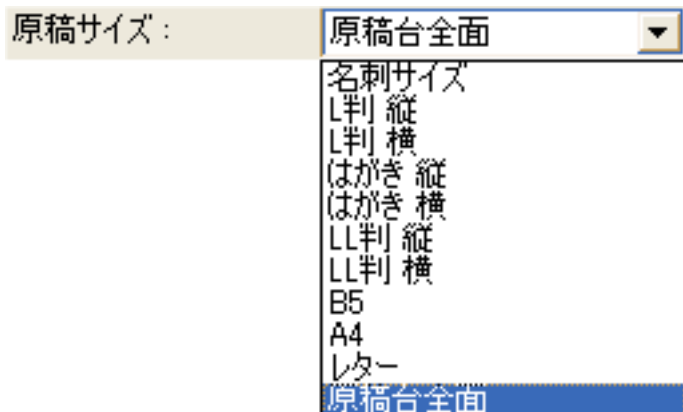 原稿サイズ： 原稿台全面
名刺サイズ
L判 縦
L判 横
はがき 縦
はがき 横
LL判 縦
LL判 横
B5
A4
レター
原稿台全面